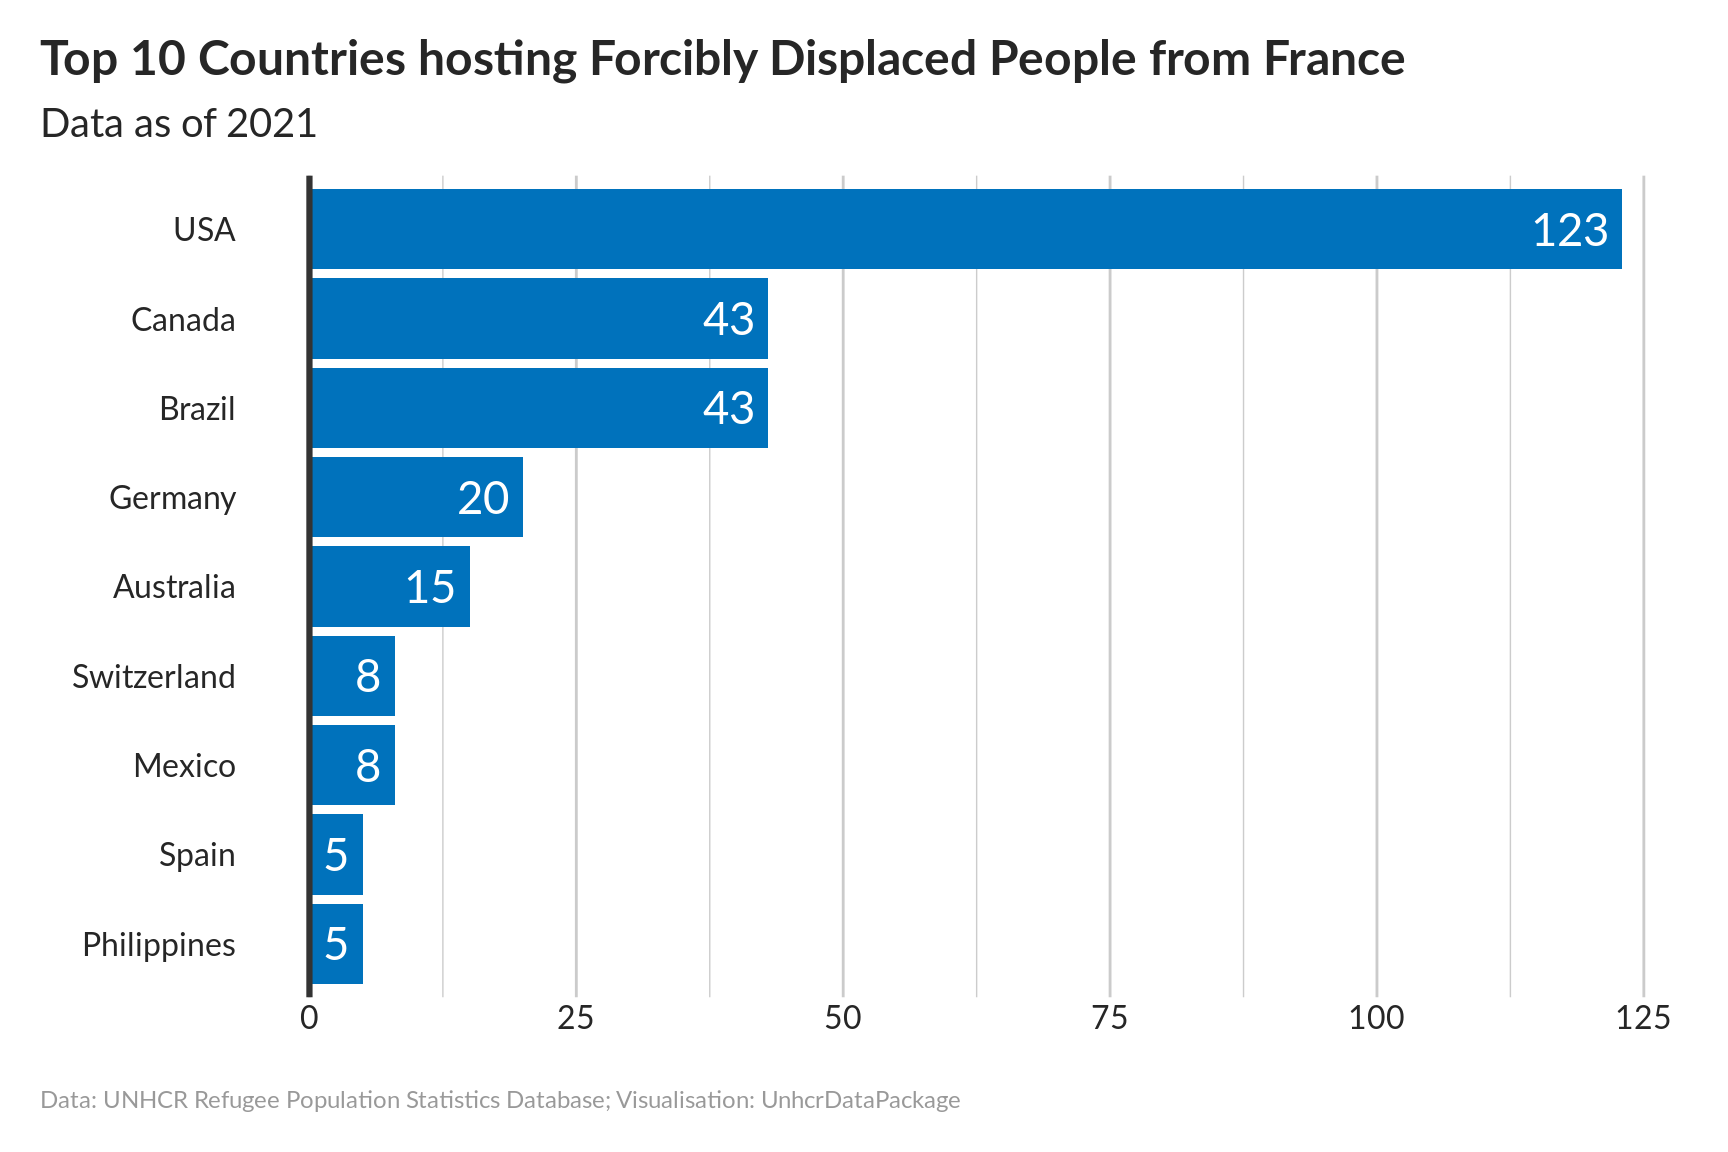 Top 10 Countries hosting Forcibly Displaced People from France
Data as of 2021
USA 123
Canada 43
Brazil 43
Germany 20
Australia 15
Switzerland 8
Mexico 8
Spain 5
Philippines 5
0 25 50 75 100 125
Data: UNHCR Refugee Population Statistics Database; Visualisation: UnhcrDataPackage